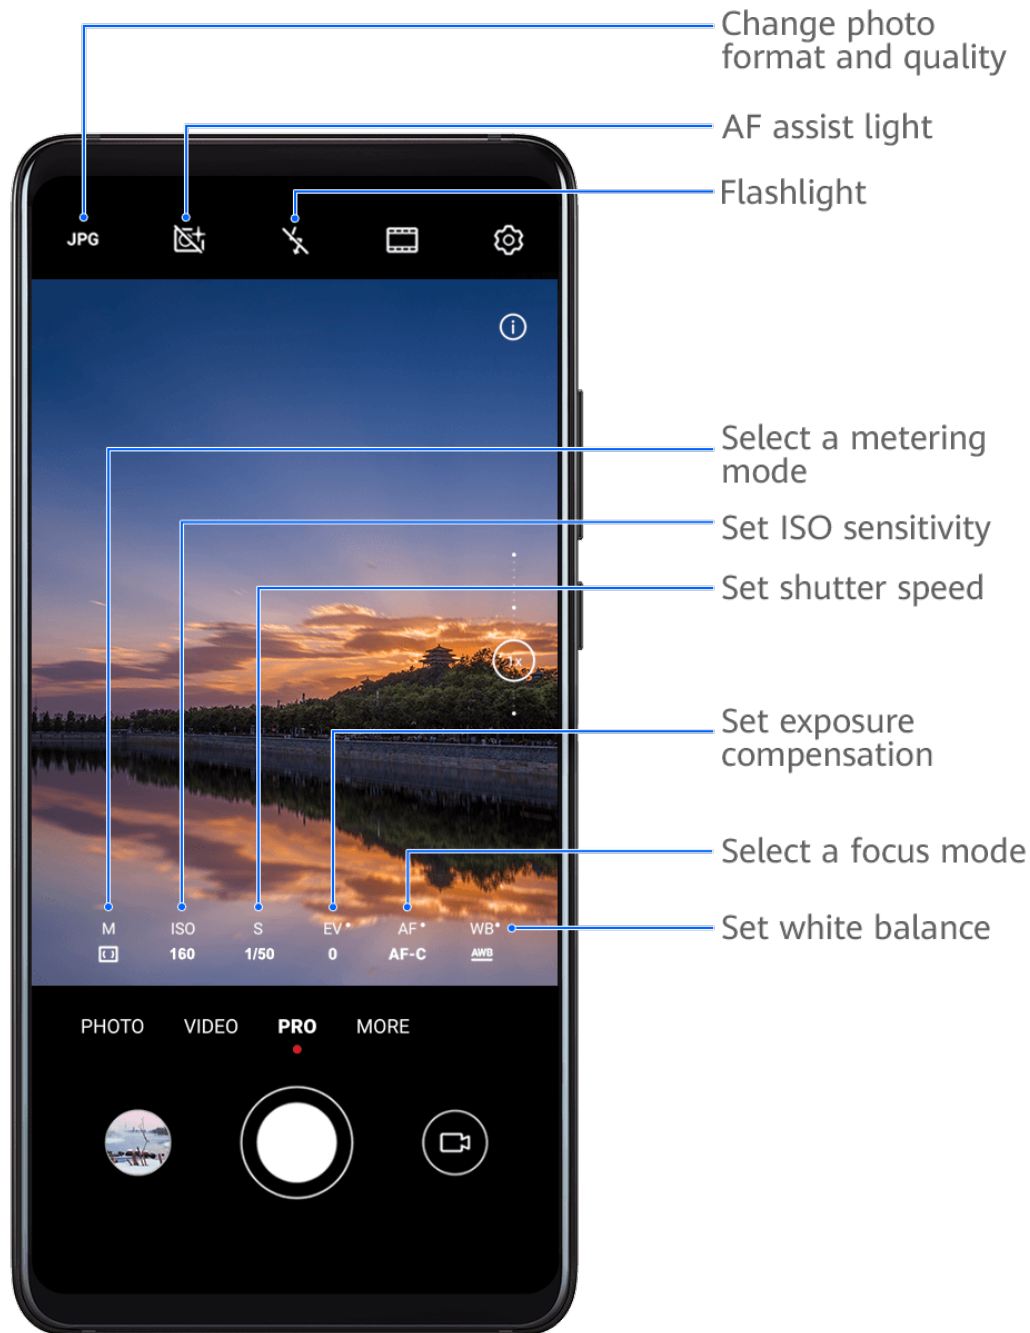 Change photo
format and quality
AF assist light
Flashlight
JPG
Select a metering
mode
Set ISO sensitivity
Set shutter speed
1x
Set exposure
compensation
Select a focus mode
Set white balance
M ISO S EV AF WB
160 1/50 0 AF-C AWB
PHOTO VIDEO PRO MORE